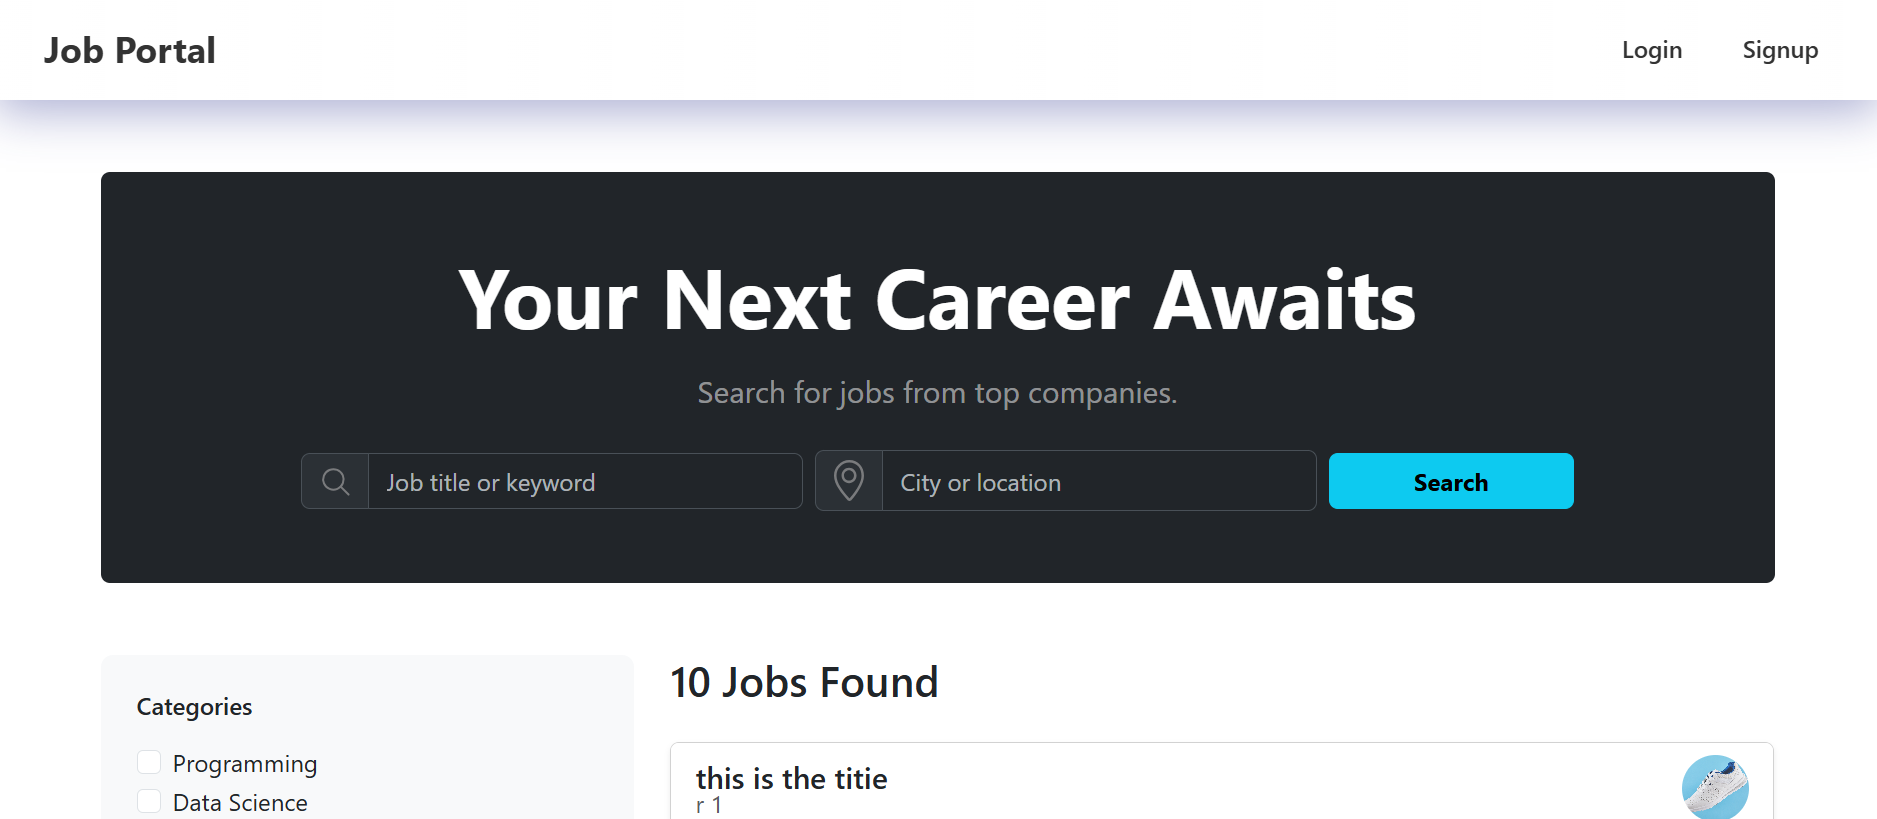 Job Portal
Login
Signup
Your Next Career Awaits
Search for jobs from top companies.
Job title or keyword
City or location
Search
Categories
Programming
Data Science
10 Jobs Found
this is the titie
r 1